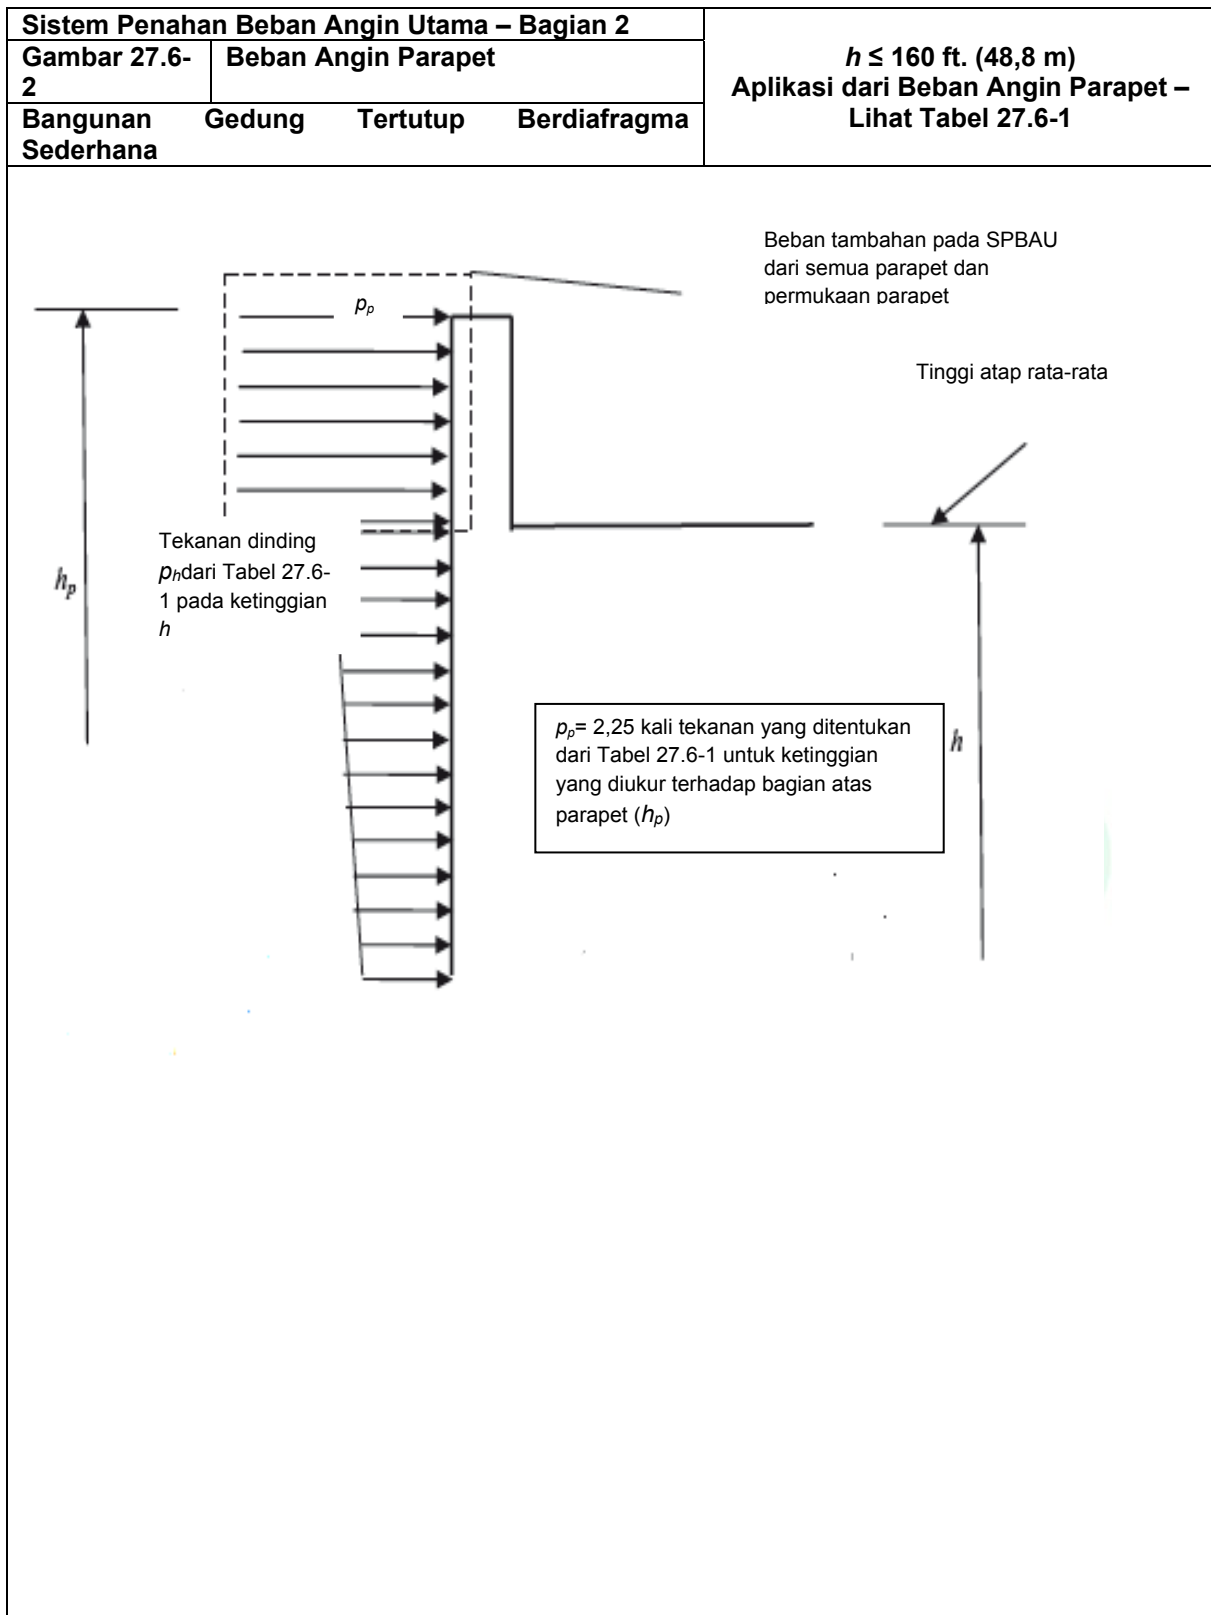 Sistem Penahan Beban Angin Utama – Bagian 2
Gambar 27.6-
2
Beban Angin Parapet
Bangunan Gedung Tertutup Berdiafragma
Sederhana
h ≤ 160 ft. (48,8 m)
Aplikasi dari Beban Angin Parapet –
Lihat Tabel 27.6-1
Beban tambahan pada SPBAU
dari semua parapet dan
permukaan parapet
pp
Tinggi atap rata-rata
Tekanan dinding
phdari Tabel 27.6-
1 pada ketinggian
h
hp
pp= 2,25 kali tekanan yang ditentukan
dari Tabel 27.6-1 untuk ketinggian
yang diukur terhadap bagian atas
parapet (hp)
h